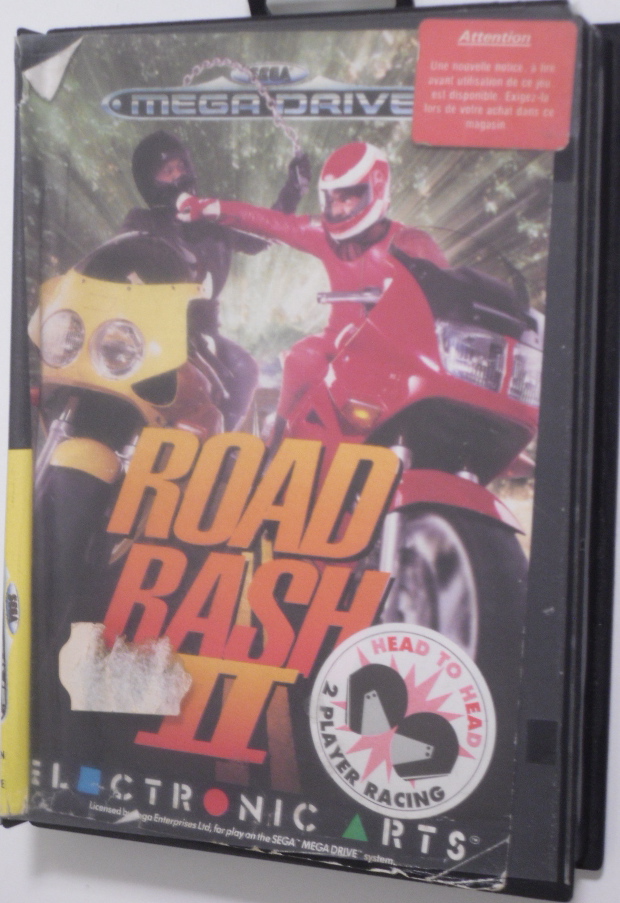 Attention
Une nouvelle notice, à lire
avant utilisation de ce jeu
est disponible. Exigez-la
lors de votre achat dans ce
magasin
SEGA
MEGA DRIVE
ROAD
RASH
II
HEAD TO HEAD
2 PLAYER RACING
SEGA
ELECTRONIC ARTS
Licensed by Sega Enterprises Ltd, for play on the SEGA™ MEGA DRIVE™ system.